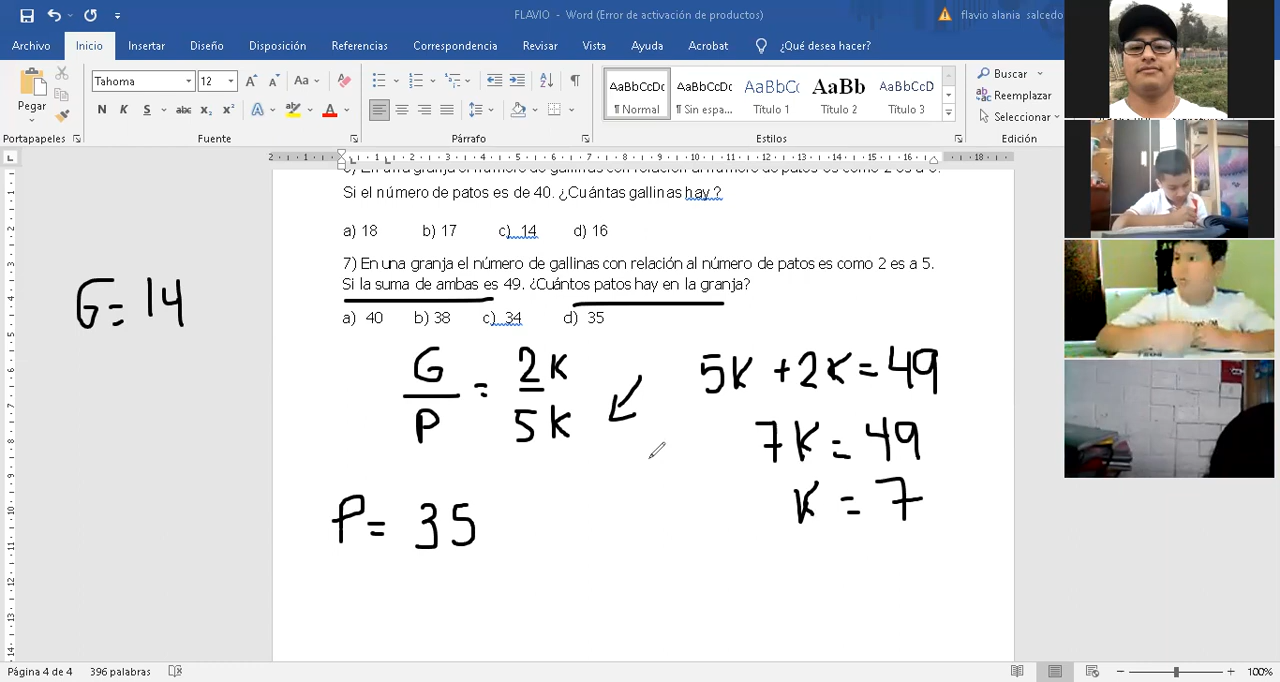 FLAVIO - Word (Error de activación de productos)
flavio alania salcedo
Archivo Inicio Insertar Diseño Disposición Referencias Correspondencia Revisar Vista Ayuda Acrobat ¿Qué desea hacer?
Pegar
Tahoma 12
N K S abc x₂ x²
AaBbCcDc AaBbCcDc AaBbCc AaBb AaBbCcD
¶ Normal ¶ Sin espa... Título 1 Título 2 Título 3
Buscar
Reemplazar
Seleccionar
Portapapeles Fuente Párrafo Estilos Edición
Si el número de patos es de 40. ¿Cuántas gallinas hay ?
a) 18 b) 17 c) 14 d) 16
7) En una granja el número de gallinas con relación al número de patos es como 2 es a 5.
Si la suma de ambas es 49. ¿Cuántos patos hay en la granja?
a) 40 b) 38 c) 34 d) 35
G = 14
G/P = 2K/5K
5K + 2K = 49
7K = 49
K = 7
P = 35
Página 4 de 4 396 palabras 100%